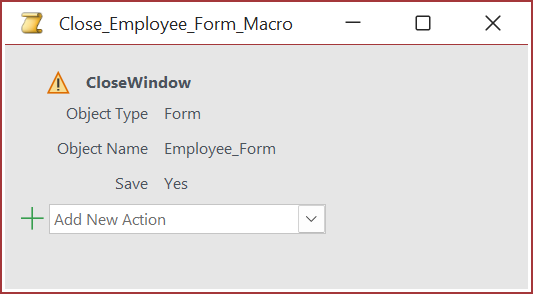 Close_Employee_Form_Macro
CloseWindow
Object Type Form
Object Name Employee_Form
Save Yes
Add New Action